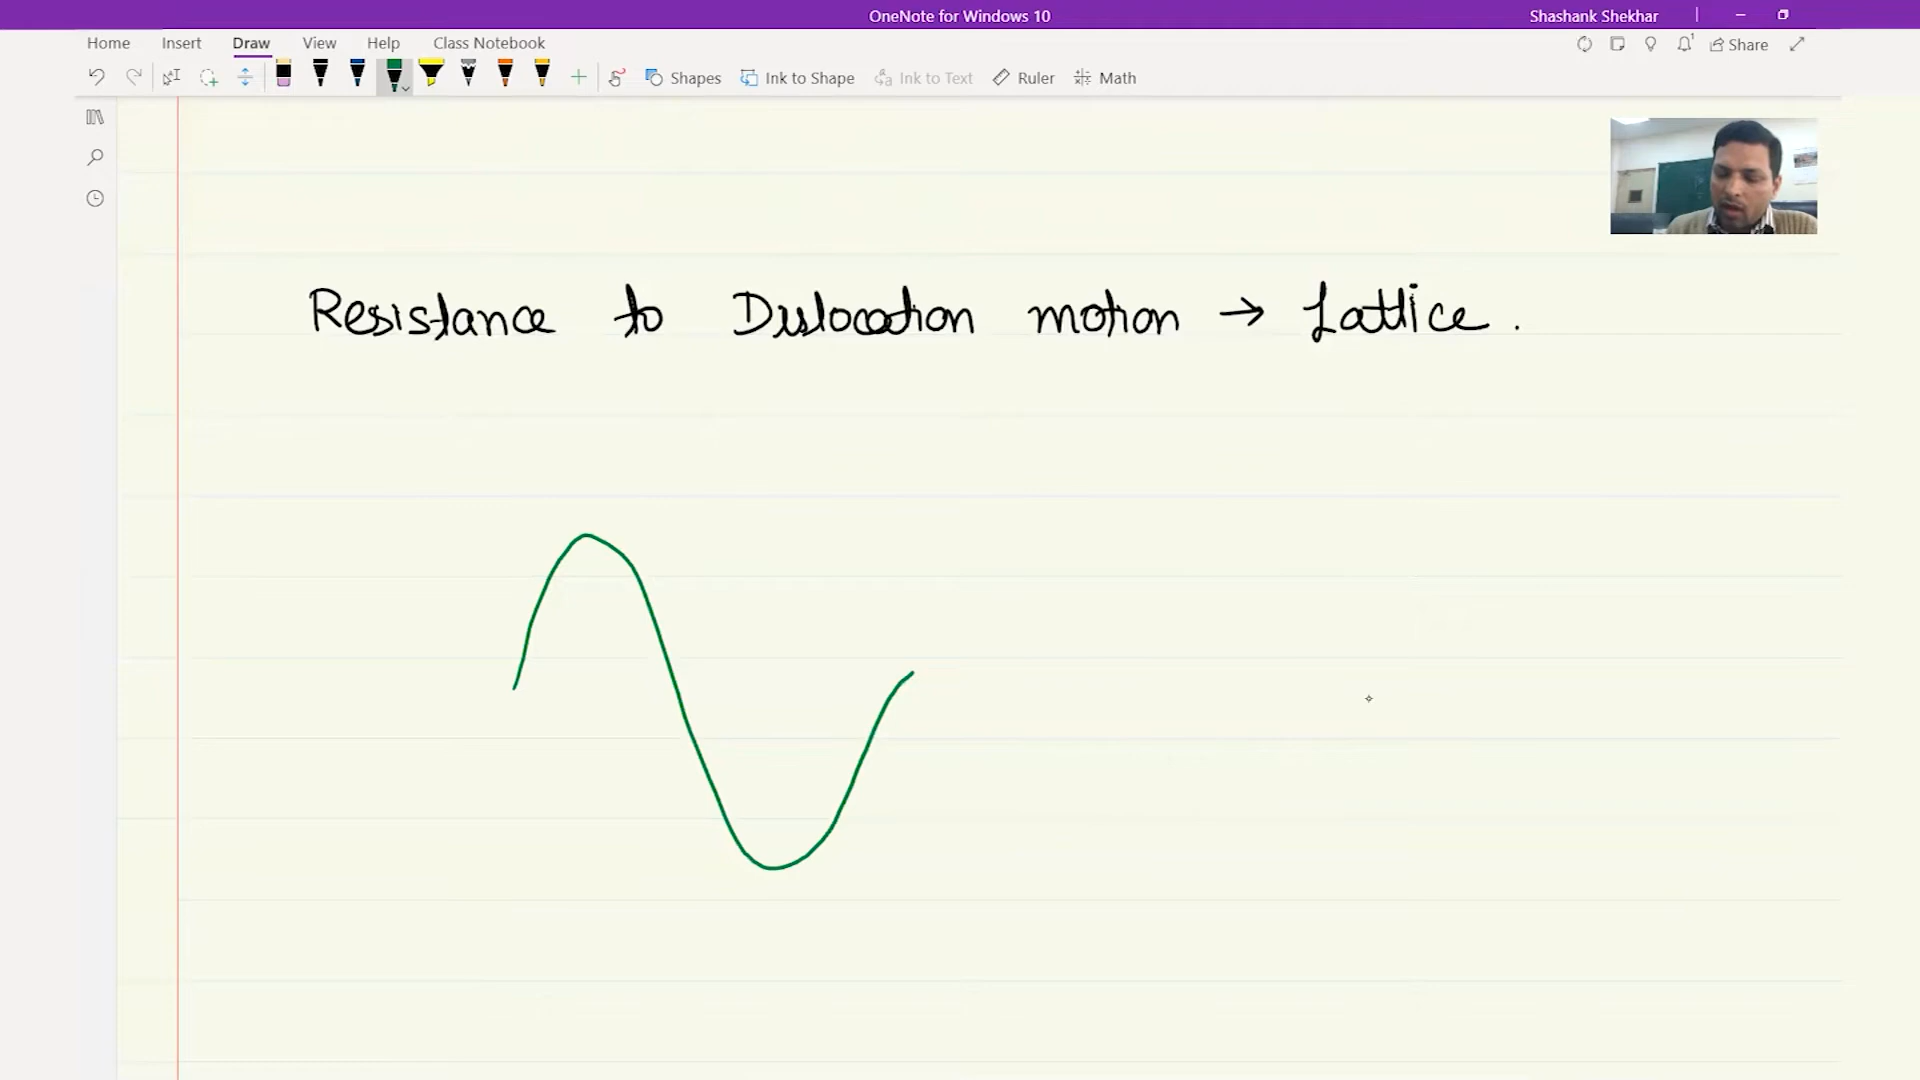 OneNote for Windows 10
Shashank Shekhar
Home Insert Draw View Help Class Notebook
Share
Shapes Ink to Shape Ink to Text Ruler Math
Resistance to Dislocation motion → Lattice.